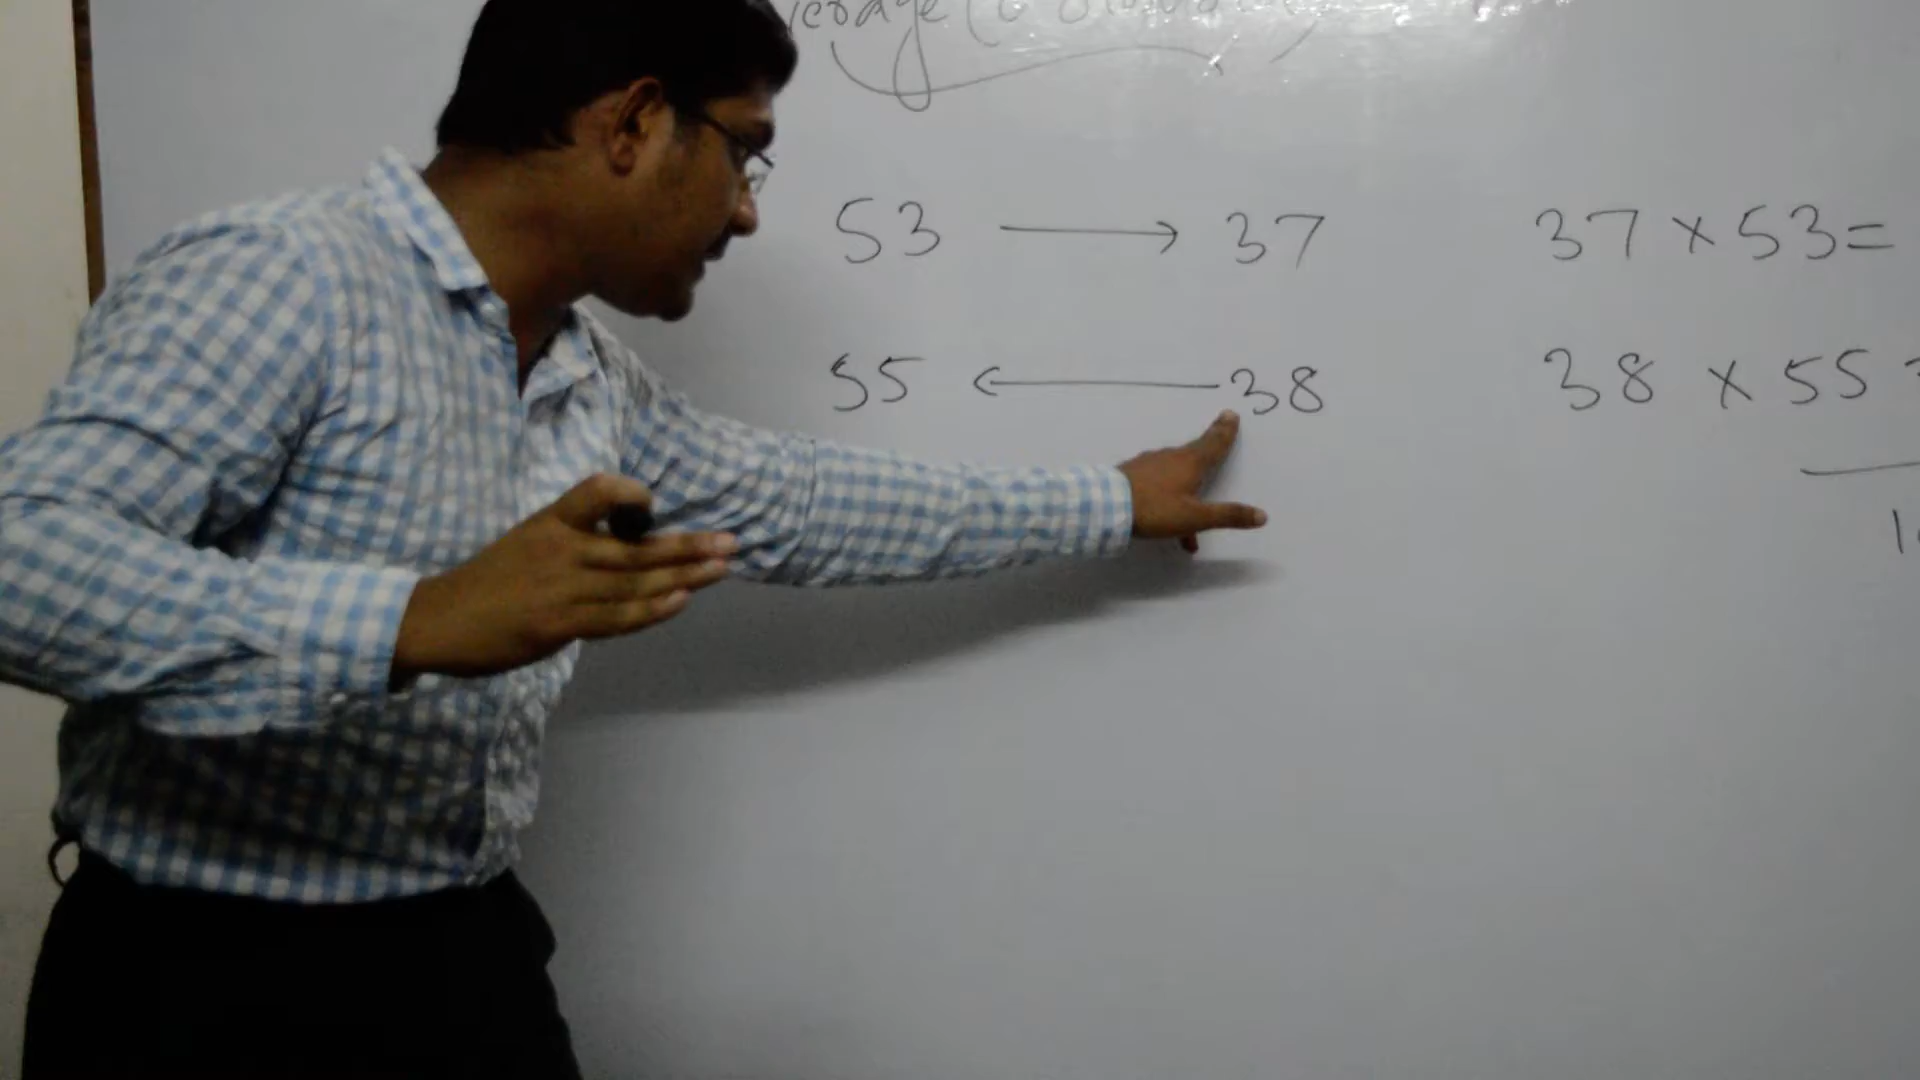 53 → 37 37 × 53 =
55 ← 38 38 × 55